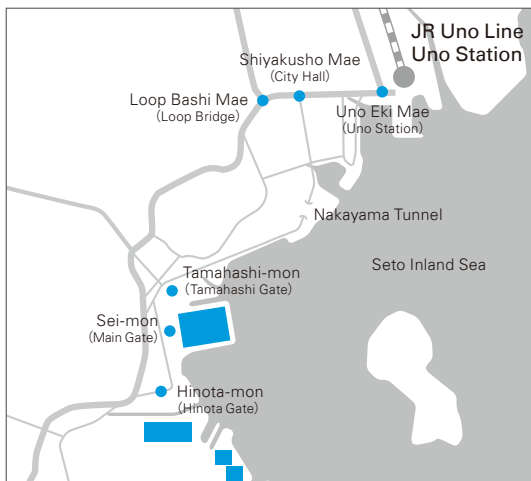 JR Uno Line
Uno Station
Shiyakusho Mae
(City Hall)
Loop Bashi Mae
(Loop Bridge)
Uno Eki Mae
(Uno Station)
Nakayama Tunnel
Seto Inland Sea
Tamahashi-mon
(Tamahashi Gate)
Sei-mon
(Main Gate)
Hinota-mon
(Hinota Gate)